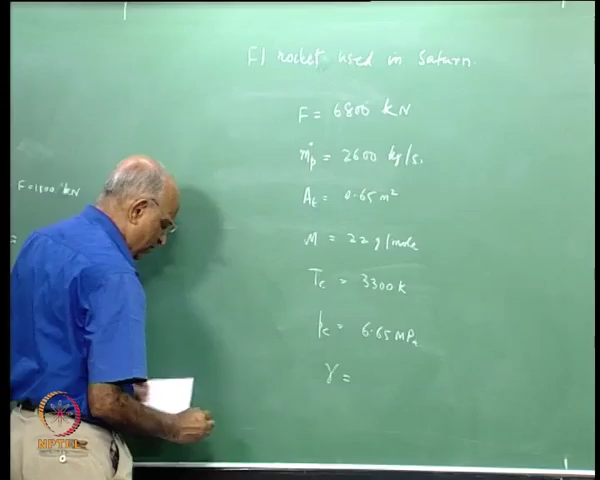 F1 rocket used in Saturn.
F = 6800 kN
ṁp = 2600 kg/s.
F = 1800 kN
At = 0.65 m²
=
M = 22 g/mole
Tc = 3300 K
pc = 6.65 MPa
γ =
NPTEL